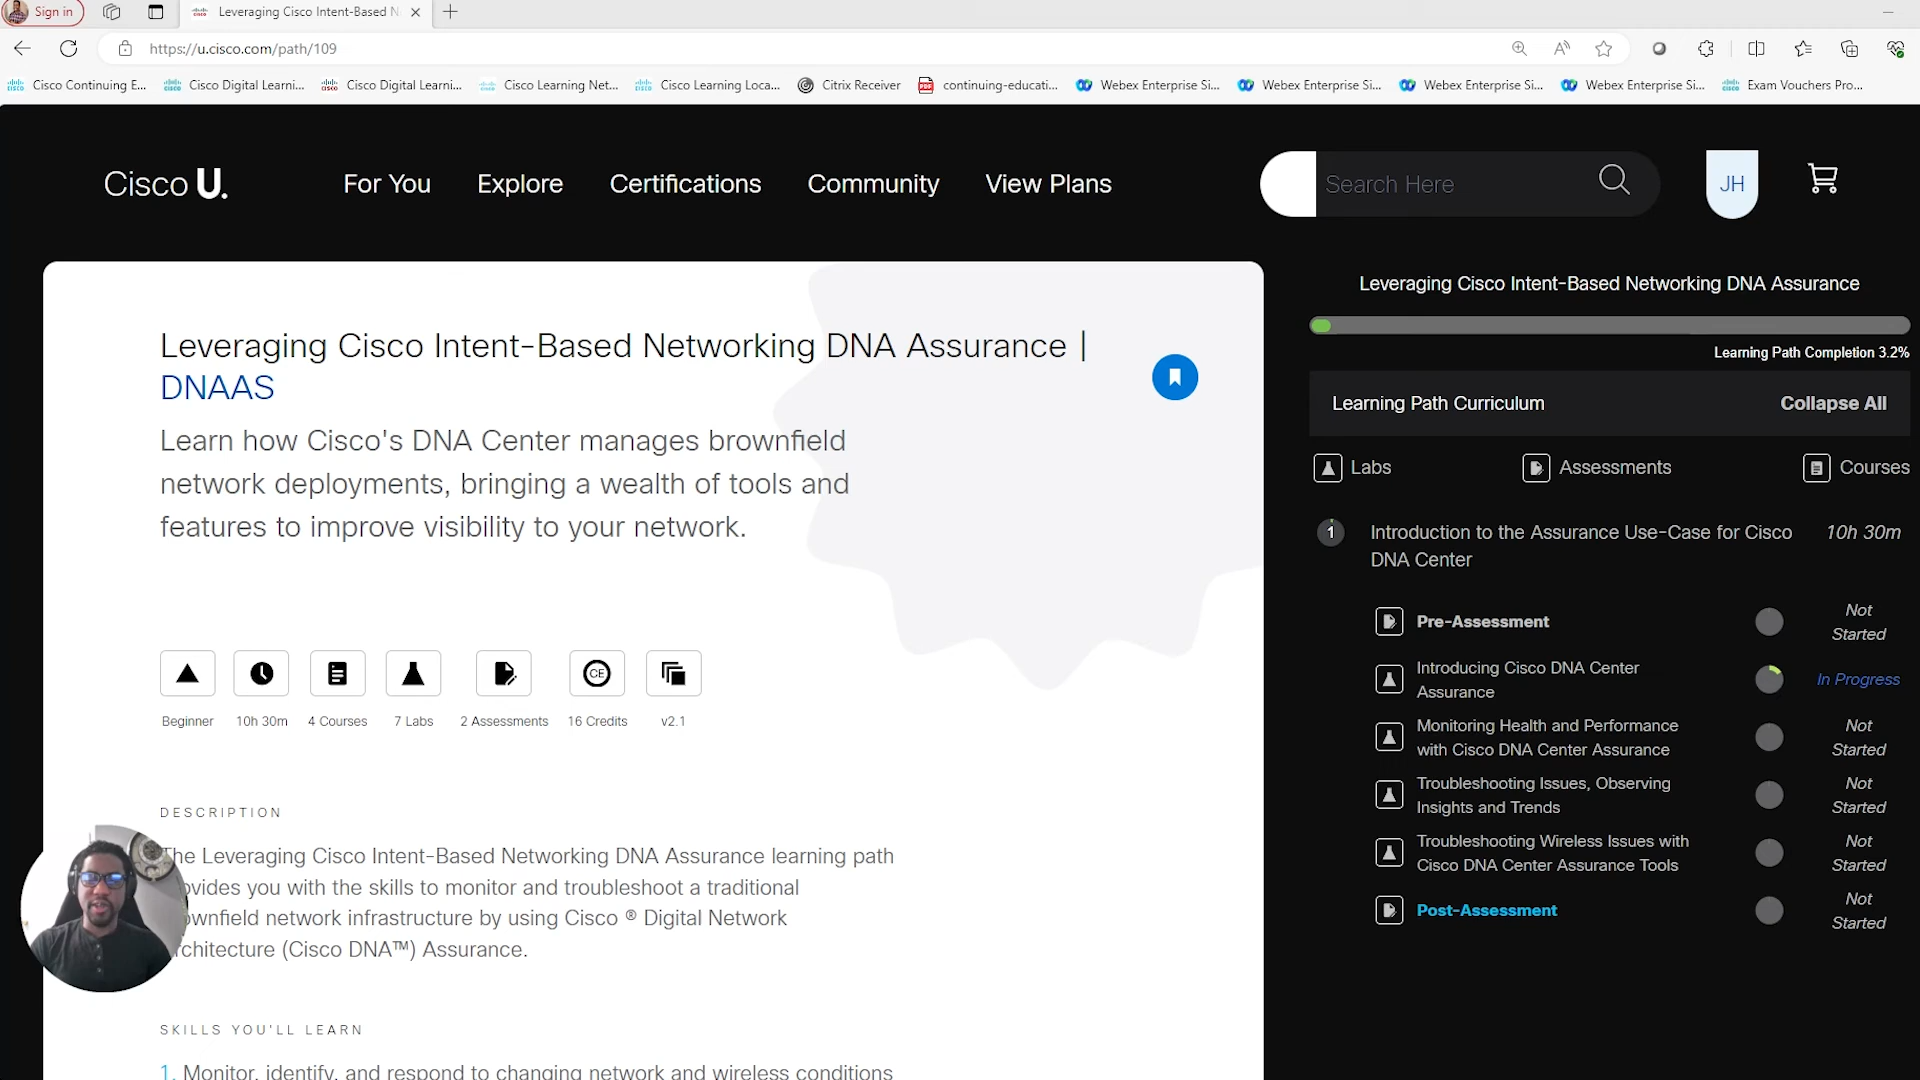 Sign in
Leveraging Cisco Intent-Based N
https://u.cisco.com/path/109
Cisco Continuing E...
Cisco Digital Learni...
Cisco Digital Learni...
Cisco Learning Net...
Cisco Learning Loca...
Citrix Receiver
continuing-educati...
Webex Enterprise Si...
Webex Enterprise Si...
Webex Enterprise Si...
Webex Enterprise Si...
Exam Vouchers Pro...
Cisco U.
For You
Explore
Certifications
Community
View Plans
Search Here
JH
Leveraging Cisco Intent-Based Networking DNA Assurance |
DNAAS
Learn how Cisco's DNA Center manages brownfield
network deployments, bringing a wealth of tools and
features to improve visibility to your network.
CE
Beginner
10h 30m
4 Courses
7 Labs
2 Assessments
16 Credits
v2.1
DESCRIPTION
The Leveraging Cisco Intent-Based Networking DNA Assurance learning path
ovides you with the skills to monitor and troubleshoot a traditional
ownfield network infrastructure by using Cisco ® Digital Network
rchitecture (Cisco DNA™) Assurance.
SKILLS YOU'LL LEARN
1. Monitor, identify, and respond to changing network and wireless conditions
Leveraging Cisco Intent-Based Networking DNA Assurance
Learning Path Completion 3.2%
Learning Path Curriculum
Collapse All
Labs
Assessments
Courses
1
Introduction to the Assurance Use-Case for Cisco
DNA Center
10h 30m
Pre-Assessment
Not
Started
Introducing Cisco DNA Center
Assurance
In Progress
Monitoring Health and Performance
with Cisco DNA Center Assurance
Not
Started
Troubleshooting Issues, Observing
Insights and Trends
Not
Started
Troubleshooting Wireless Issues with
Cisco DNA Center Assurance Tools
Not
Started
Post-Assessment
Not
Started